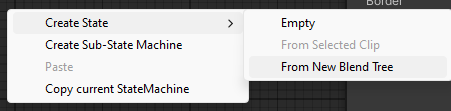 Border
Create State
Create Sub-State Machine
Paste
Copy current StateMachine
Empty
From Selected Clip
From New Blend Tree